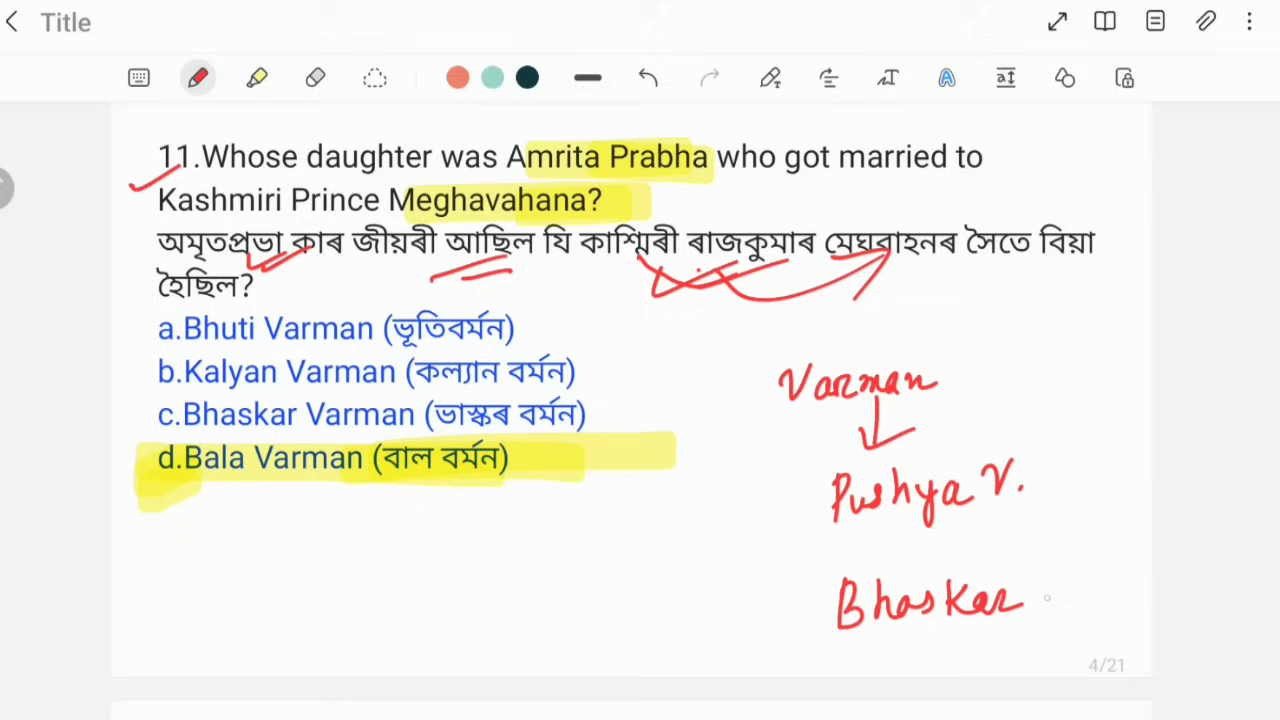 Title
11.Whose daughter was Amrita Prabha who got married to
Kashmiri Prince Meghavahana?
অমৃতপ্ৰভা কাৰ জীয়ৰী আছিল যি কাশ্মিৰী ৰাজকুমাৰ মেঘবাহনৰ সৈতে বিয়া
হৈছিল?
a.Bhuti Varman (ভূতিবৰ্মন)
b.Kalyan Varman (কল্যান বৰ্মন)
c.Bhaskar Varman (ভাস্কৰ বৰ্মন)
d.Bala Varman (বাল বৰ্মন)
Varman
Pushya V.
Bhaskar
4/21